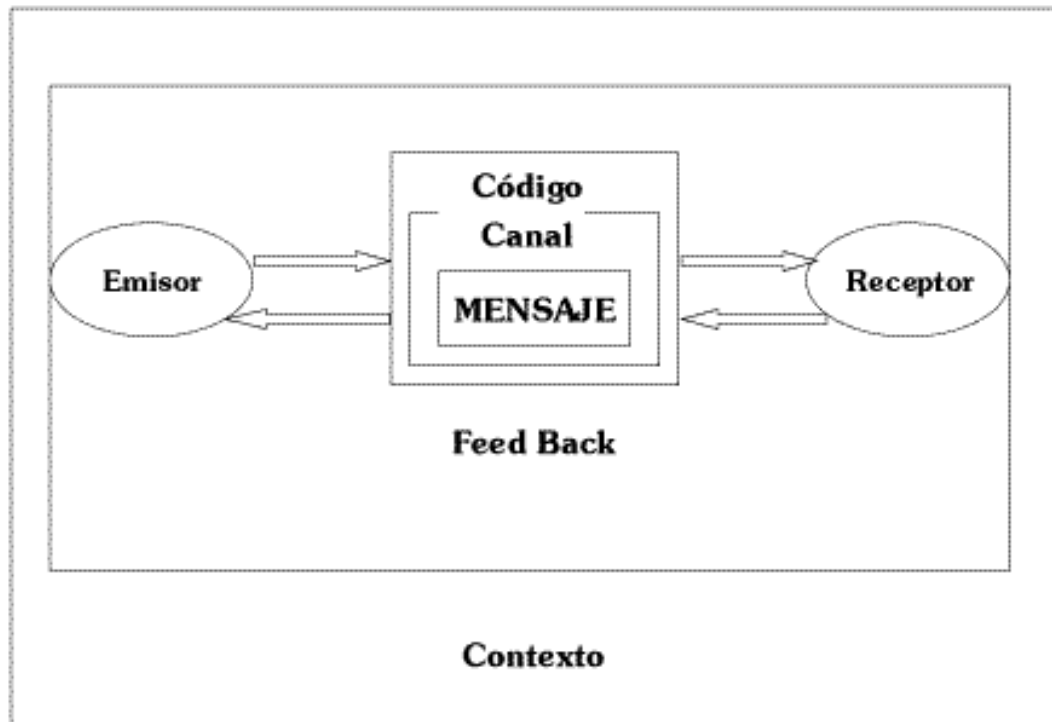 Código
Canal
Emisor
MENSAJE
Receptor
Feed Back
Contexto